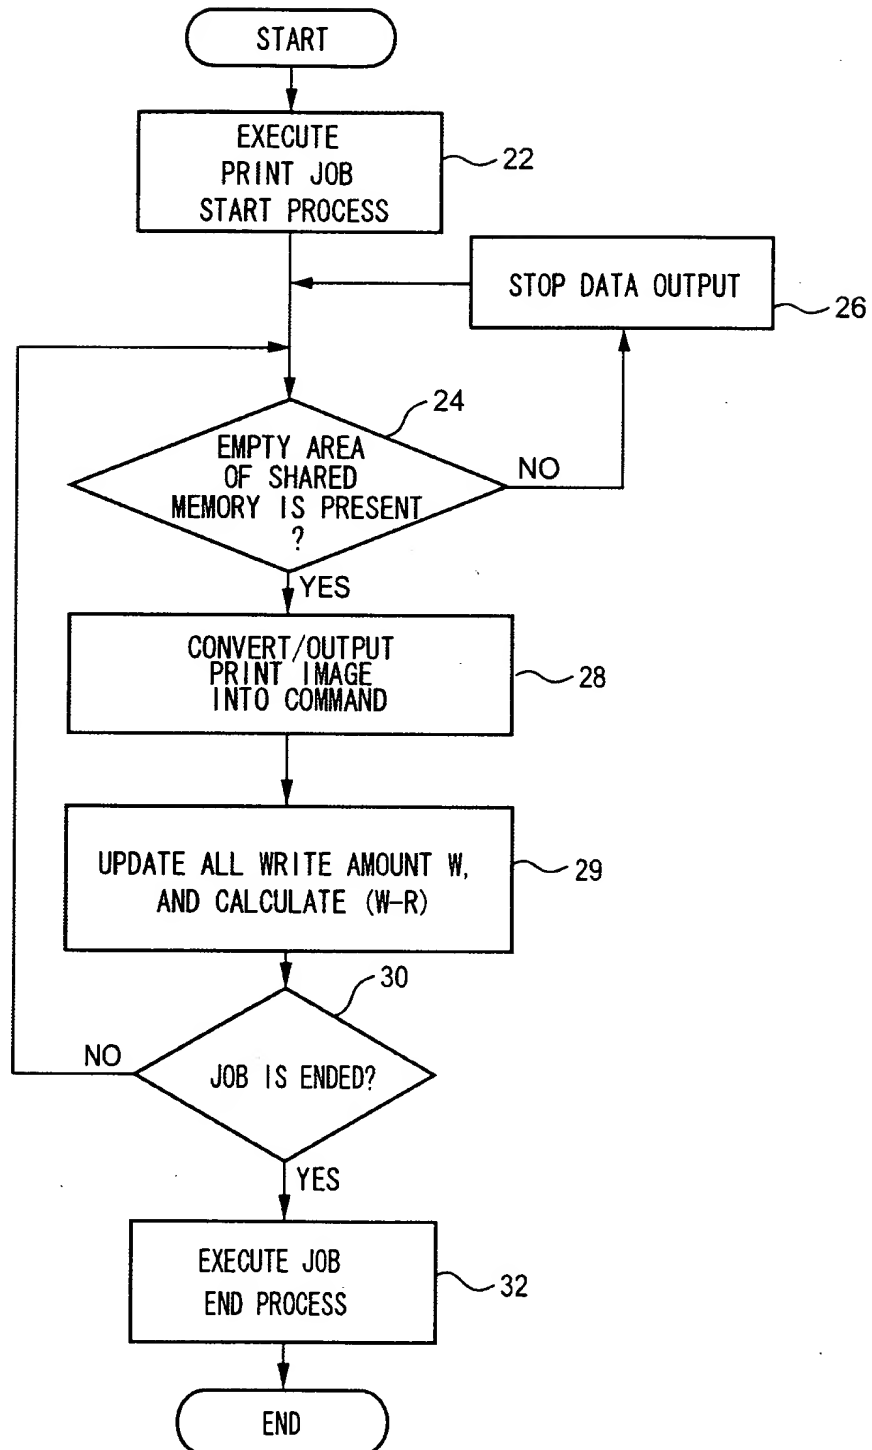 START
EXECUTE
PRINT JOB
START PROCESS
22
STOP DATA OUTPUT
26
24
EMPTY AREA
OF SHARED
MEMORY IS PRESENT
?
NO
YES
CONVERT/OUTPUT
PRINT IMAGE
INTO COMMAND
28
UPDATE ALL WRITE AMOUNT W,
AND CALCULATE (W-R)
29
30
JOB IS ENDED?
NO
YES
EXECUTE JOB
END PROCESS
32
END